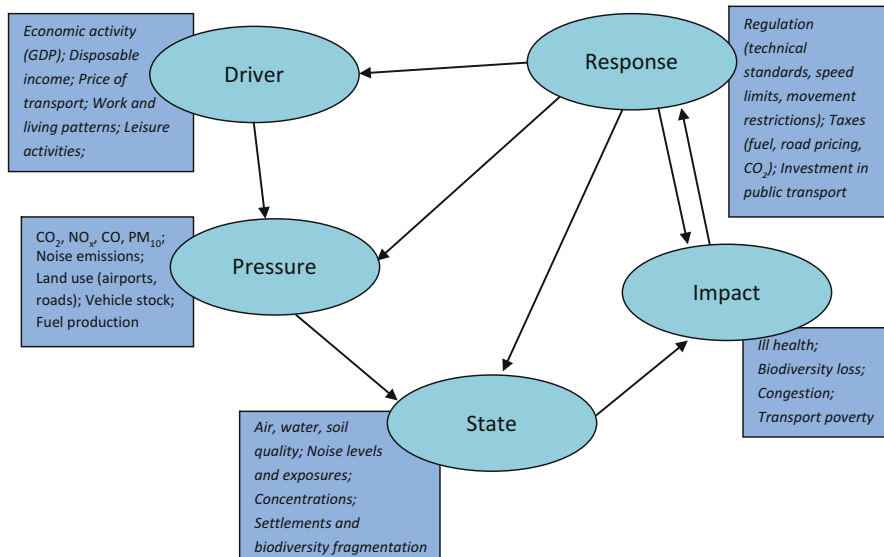 Economic activity
(GDP); Disposable
income; Price of
transport; Work and
living patterns; Leisure
activities;
Driver
Response
Regulation
(technical
standards, speed
limits, movement
restrictions); Taxes
(fuel, road pricing,
CO₂); Investment in
public transport
CO₂, NOₓ, CO, PM₁₀;
Noise emissions;
Land use (airports,
roads); Vehicle stock;
Fuel production
Pressure
Impact
Ill health;
Biodiversity loss;
Congestion;
Transport poverty
State
Air, water, soil
quality; Noise levels
and exposures;
Concentrations;
Settlements and
biodiversity fragmentation